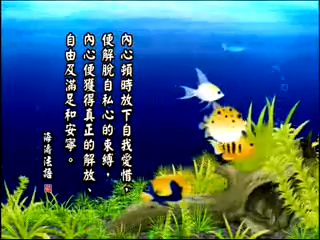 內心頓時放下自我愛惜，
便解脫自私心的束縛，
內心便獲得真正的解放、
自由及滿足和安寧。
海濤法語